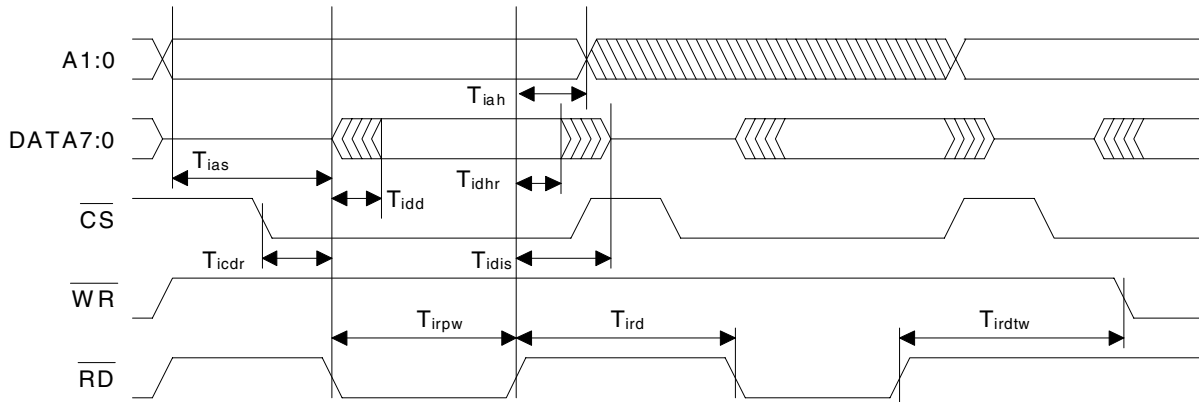 A1:0
T_iah
DATA7:0
T_ias
T_idd
T_idhr
CS
T_icdr
T_idis
WR
T_irpw
T_ird
T_irdtw
RD